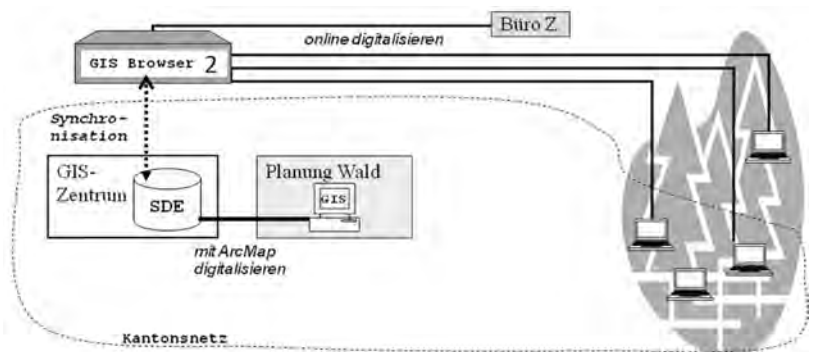 Büro Z
online digitalisieren
GIS Browser 2
Synchro-
nisation
GIS-
Zentrum
SDE
Planung Wald
GIS
mit ArcMap
digitalisieren
Kantonsnetz